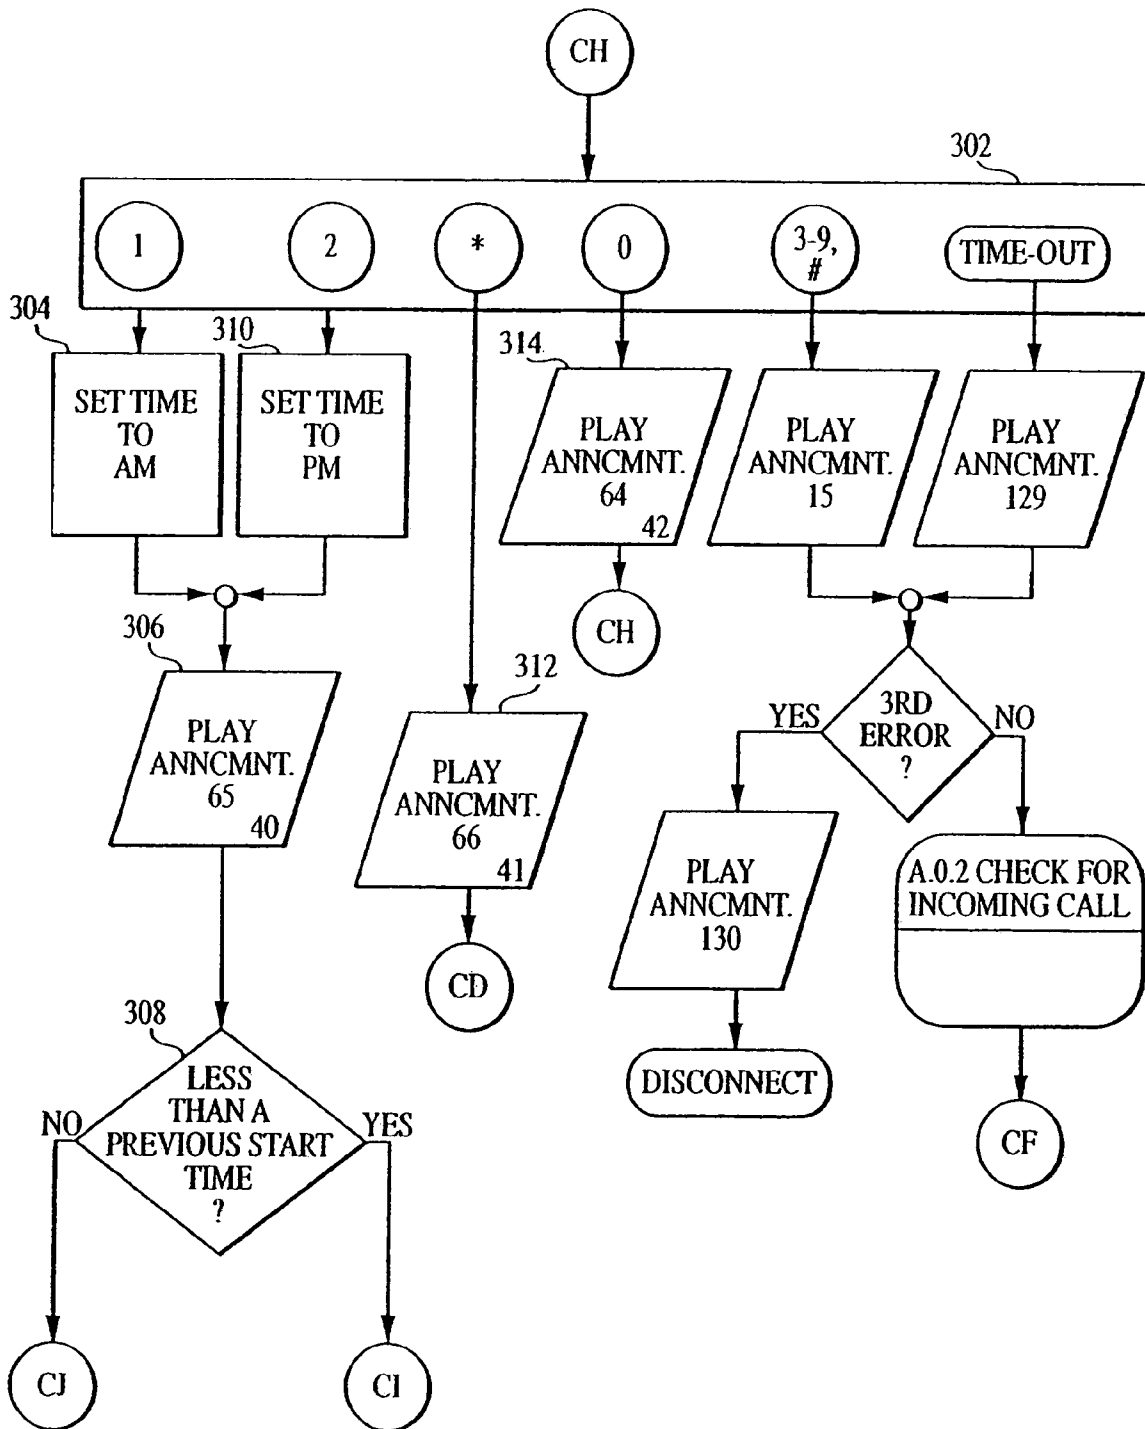 CH
302
1
2
*
0
3-9,
#
TIME-OUT
304
310
314
SET TIME
TO
AM
SET TIME
TO
PM
PLAY
ANNCMNT.
64
42
PLAY
ANNCMNT.
15
PLAY
ANNCMNT.
129
CH
306
312
PLAY
ANNCMNT.
65
40
PLAY
ANNCMNT.
66
41
YES
3RD
ERROR
?
NO
PLAY
ANNCMNT.
130
A.0.2 CHECK FOR
INCOMING CALL
CD
DISCONNECT
CF
308
NO
LESS
THAN A
PREVIOUS START
TIME
?
YES
CJ
CI